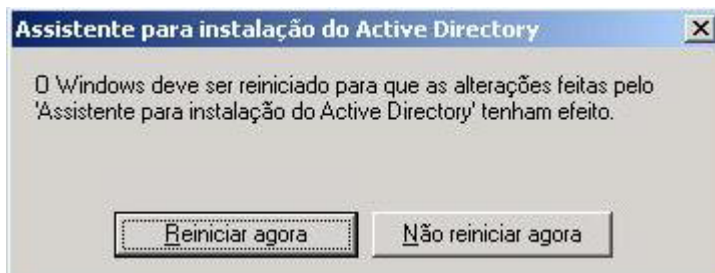 Assistente para instalação do Active Directory
O Windows deve ser reiniciado para que as alterações feitas pelo
'Assistente para instalação do Active Directory' tenham efeito.
Reiniciar agora
Não reiniciar agora